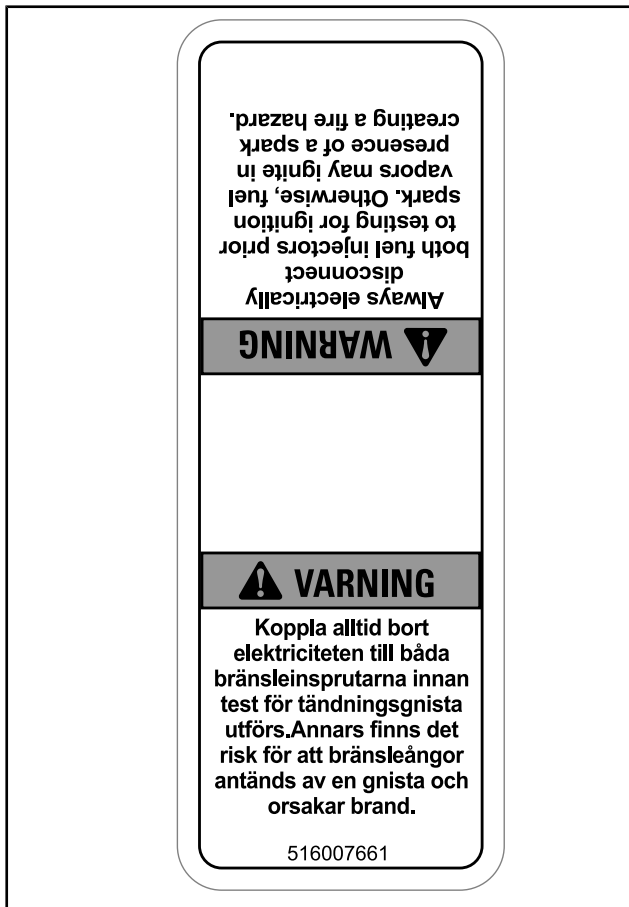 WARNING
Always electrically
disconnect
both fuel injectors prior
to testing for ignition
spark. Otherwise, fuel
vapors may ignite in
presence of a spark
creating a fire hazard.
VARNING
Koppla alltid bort
elektriciteten till båda
bränsleinsprutarna innan
test för tändningsgnista
utförs.Annars finns det
risk för att bränsleångor
antänds av en gnista och
orsakar brand.
516007661